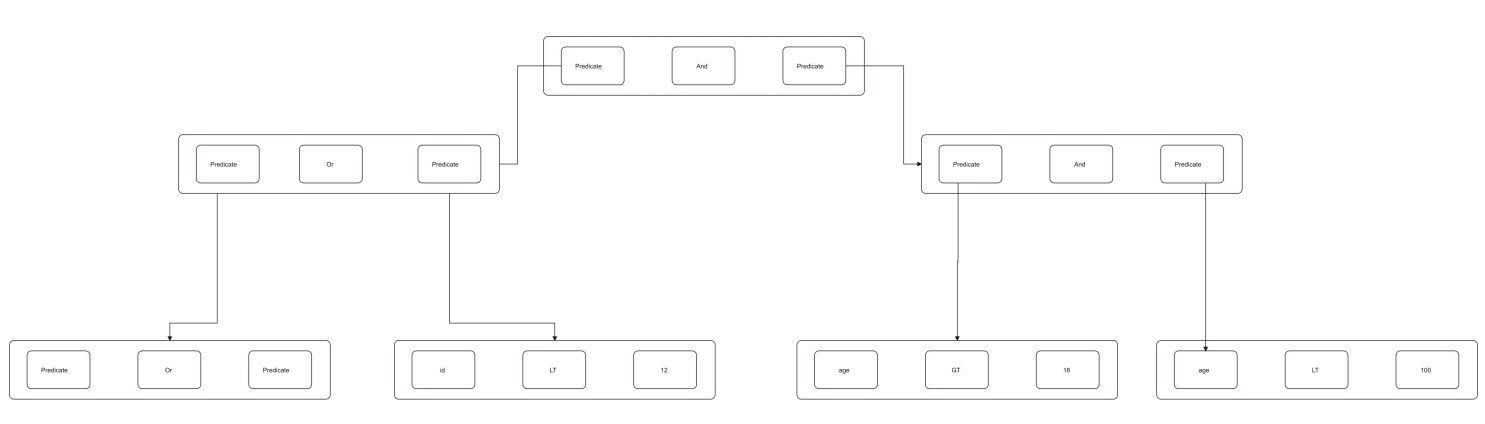 Predicate
And
Predicate
Predicate
Or
Predicate
Predicate
And
Predicate
Predicate
Or
Predicate
id
LT
12
age
GT
18
age
LT
100